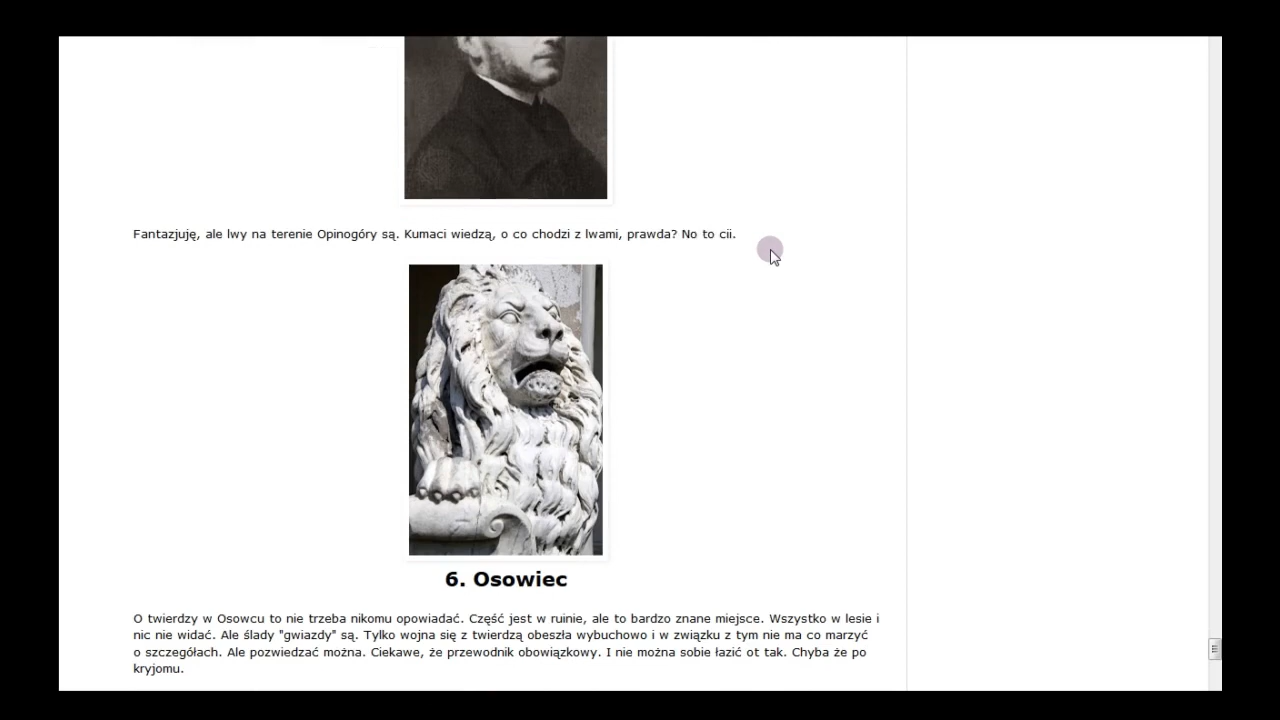 Fantazjuję, ale lwy na terenie Opinogóry są. Kumaci wiedzą, o co chodzi z lwami, prawda? No to cii.
6. Osowiec
O twierdzy w Osowcu to nie trzeba nikomu opowiadać. Część jest w ruinie, ale to bardzo znane miejsce. Wszystko w lesie i
nic nie widać. Ale ślady "gwiazdy" są. Tylko wojna się z twierdzą obeszła wybuchowo i w związku z tym nie ma co marzyć
o szczegółach. Ale pozwiedzać można. Ciekawe, że przewodnik obowiązkowy. I nie można sobie łazić ot tak. Chyba że po
kryjomu.